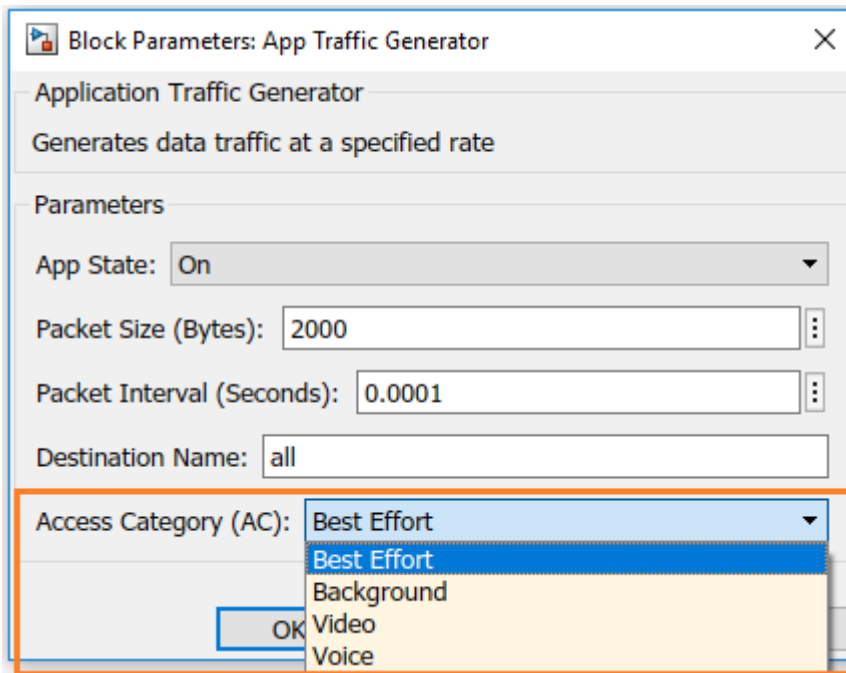 Block Parameters: App Traffic Generator
Application Traffic Generator
Generates data traffic at a specified rate
Parameters
App State: On
Packet Size (Bytes): 2000
Packet Interval (Seconds): 0.0001
Destination Name: all
Access Category (AC): Best Effort
Best Effort
Background
Video
OK
Voice